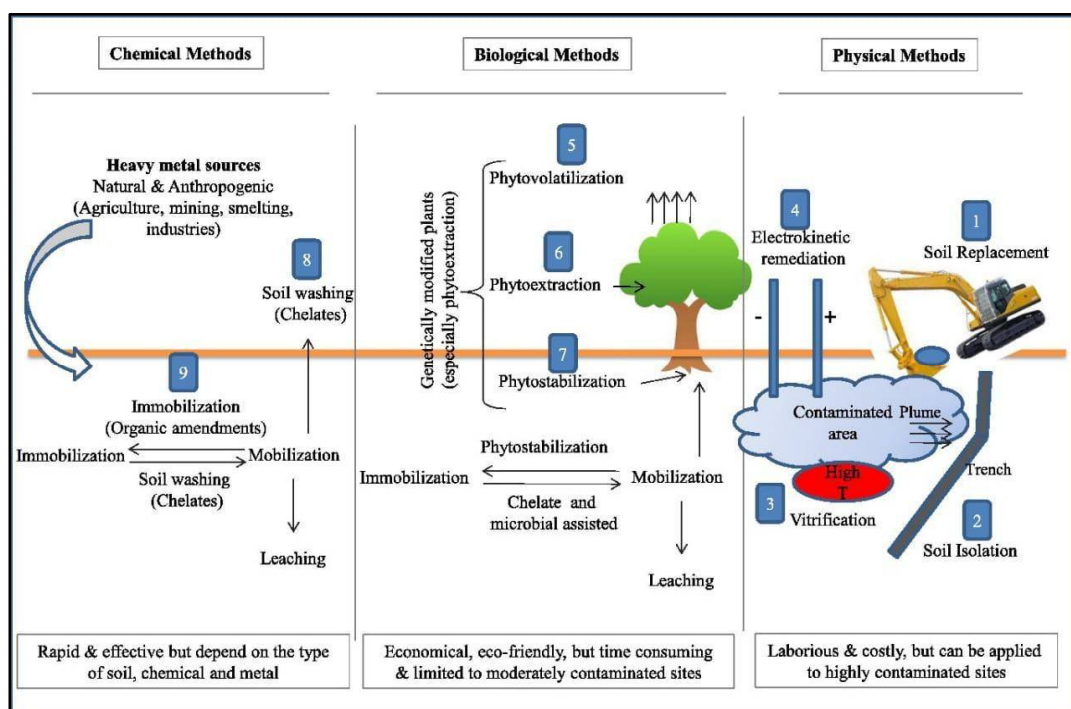 Chemical Methods
Heavy metal sources
Natural & Anthropogenic
(Agriculture, mining, smelting,
industries)
8
Soil washing
(Chelates)
9
Immobilization
(Organic amendments)
Immobilization
Mobilization
Soil washing
(Chelates)
Leaching
Rapid & effective but depend on the type
of soil, chemical and metal
Biological Methods
Genetically modified plants
(especially phytoextraction)
5
Phytovolatilization
6
Phytoextraction
7
Phytostabilization
Phytostabilization
Immobilization
Mobilization
Chelate and
microbial assisted
Leaching
Economical, eco-friendly, but time consuming
& limited to moderately contaminated sites
Physical Methods
4
Electrokinetic
remediation
- +
1
Soil Replacement
Contaminated
area
Plume
High
T
3
Vitrification
Trench
2
Soil Isolation
Laborious & costly, but can be applied
to highly contaminated sites